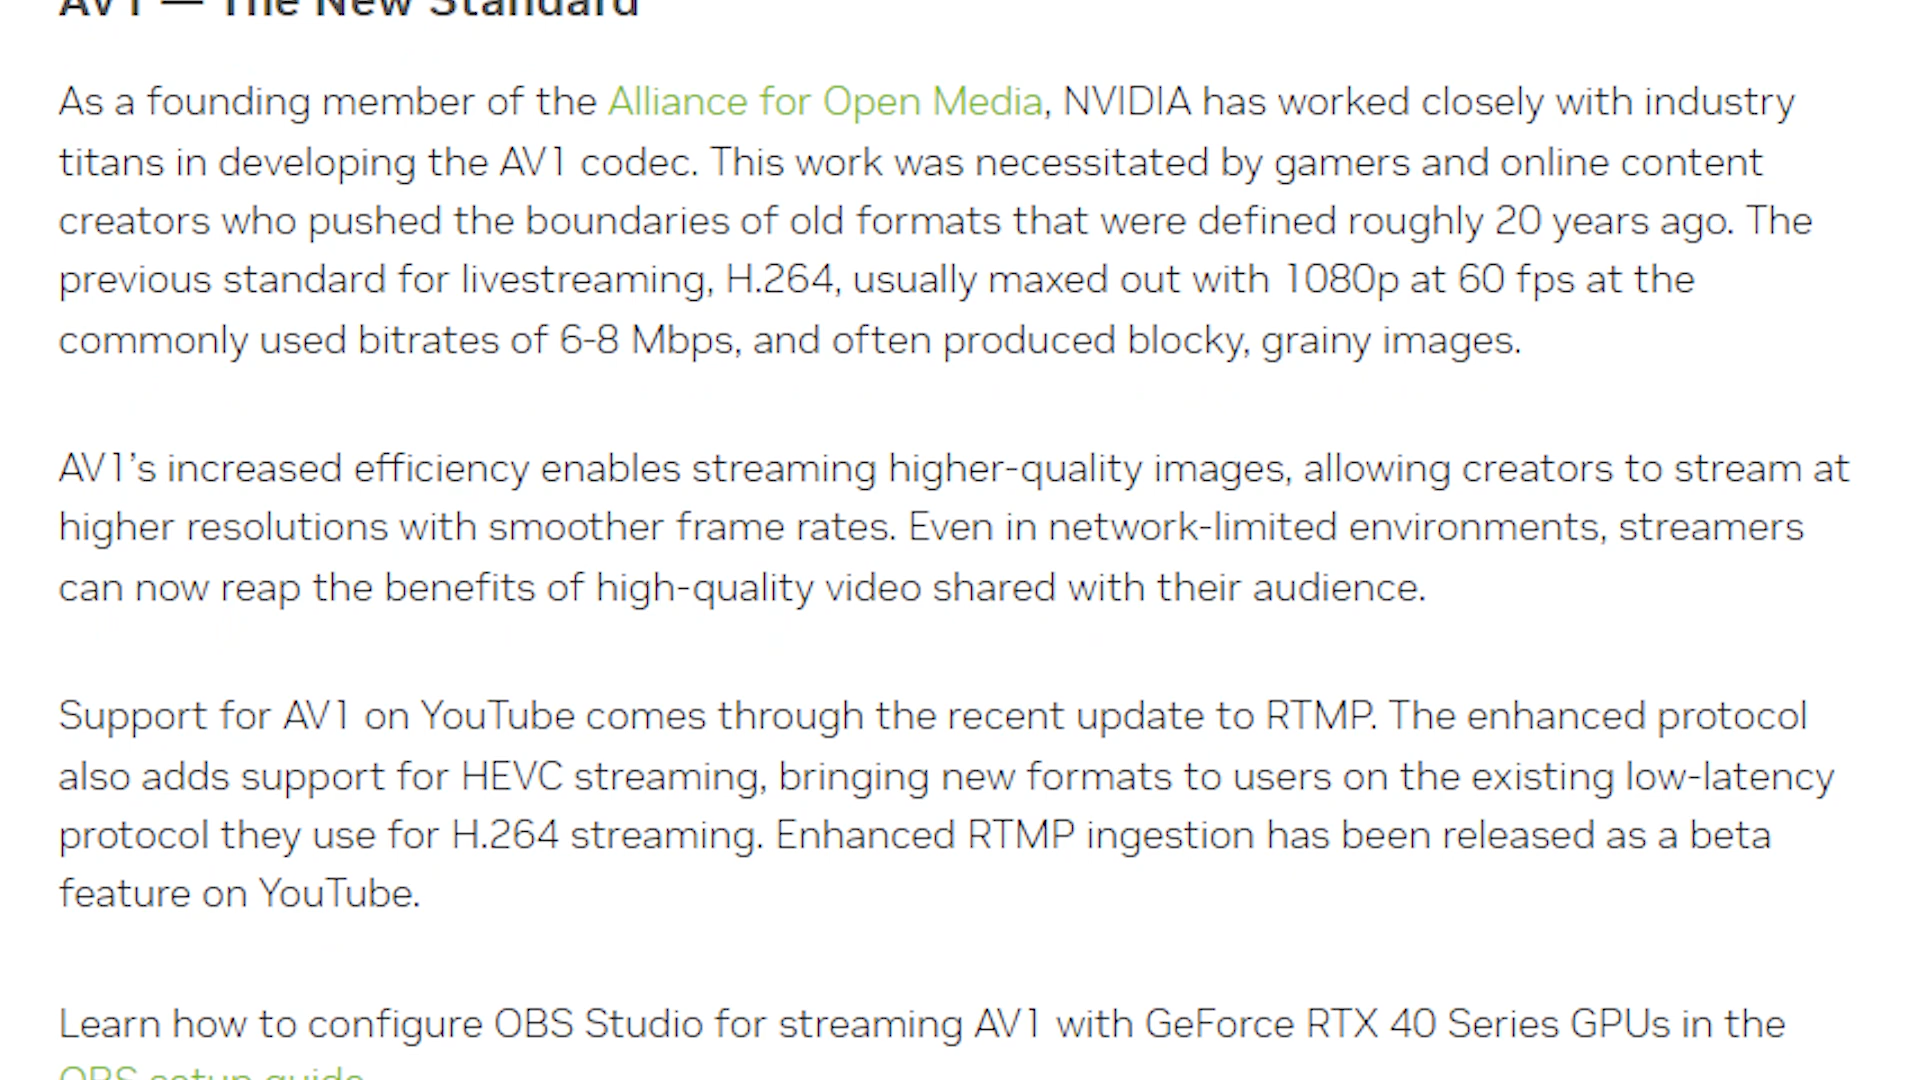 AV1 — The New Standard
As a founding member of the Alliance for Open Media, NVIDIA has worked closely with industry
titans in developing the AV1 codec. This work was necessitated by gamers and online content
creators who pushed the boundaries of old formats that were defined roughly 20 years ago. The
previous standard for livestreaming, H.264, usually maxed out with 1080p at 60 fps at the
commonly used bitrates of 6-8 Mbps, and often produced blocky, grainy images.
AV1’s increased efficiency enables streaming higher-quality images, allowing creators to stream at
higher resolutions with smoother frame rates. Even in network-limited environments, streamers
can now reap the benefits of high-quality video shared with their audience.
Support for AV1 on YouTube comes through the recent update to RTMP. The enhanced protocol
also adds support for HEVC streaming, bringing new formats to users on the existing low-latency
protocol they use for H.264 streaming. Enhanced RTMP ingestion has been released as a beta
feature on YouTube.
Learn how to configure OBS Studio for streaming AV1 with GeForce RTX 40 Series GPUs in the
OBS setup guide